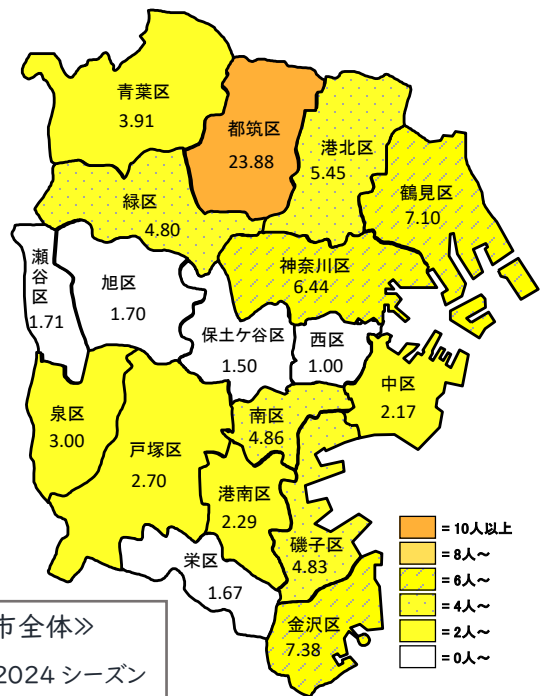 青葉区
3.91
都筑区
23.88
港北区
5.45
鶴見区
7.10
緑区
4.80
神奈川区
6.44
瀬谷区
1.71
旭区
1.70
保土ケ谷区
1.50
西区
1.00
中区
2.17
泉区
3.00
戸塚区
2.70
南区
4.86
港南区
2.29
磯子区
4.83
栄区
1.67
金沢区
7.38
= 10人以上
= 8人～
= 6人～
= 4人～
= 2人～
= 0人～
市全体≫
2024 シーズン